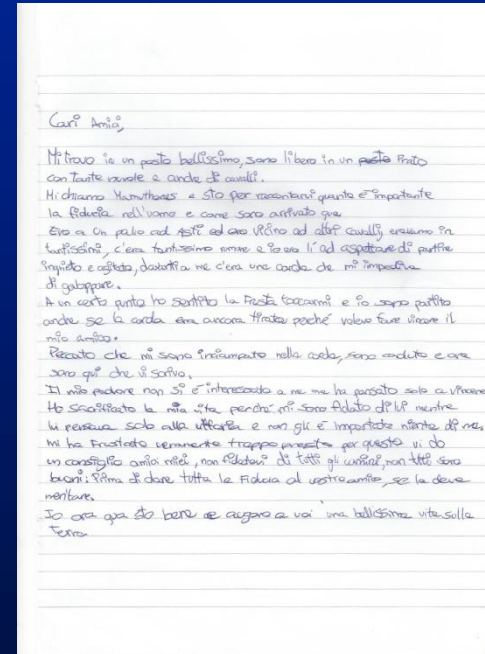 Cari Amici,
Mi trovo ie un posto bellissimo, sono libero in un posto Prato
con tante nuvole e anche di cavalli.
Mi chiamo Mamuthones e sto per raccontarvi quanto è importante
la fiducia nell'uomo e come sono arrivato qua
Ero a Un palio ad Asti ed ero Vicino ad altri cavalli, eravamo in
tantissimi, c'era tantissimo rumore e io ero lì ad aspettare di partire
inquieto e agitato, davanti a me c'era una corda che mi impediva
di galoppare.
A un certo punto ho sentito la Frusta toccarmi e io sono partito
anche se la corda era ancora tirata perché volevo fare vincere il
mio amico.
Peccato che mi sono inciampato nella corda, sono caduto e ora
sono qui che vi scrivo.
Il mio padrone non si è interessato a me ma ha pensato solo a vincere
Ho sacrificato la mia vita perché mi sono fidato di lui mentre
lui pensava solo alla vittoria e non gli è importato niente di me,
mi ha Frustato veramente troppo presto per questo vi do
un consiglio amici miei, non fidatevi di tutti gli uomini, non tutti sono
buoni: Prima di dare tutta la Fiducia al vostro amico, se la deve
meritare.
Io ora qua sto bene e auguro a voi una bellissima vita sulla
Terra